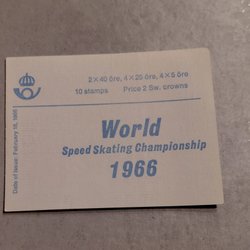 2×40 öre, 4×25 öre, 4×5 öre
10 stamps Price 2 Sw. crowns
World
Speed Skating Championship
1966
Date of Issue: February 15, 1966